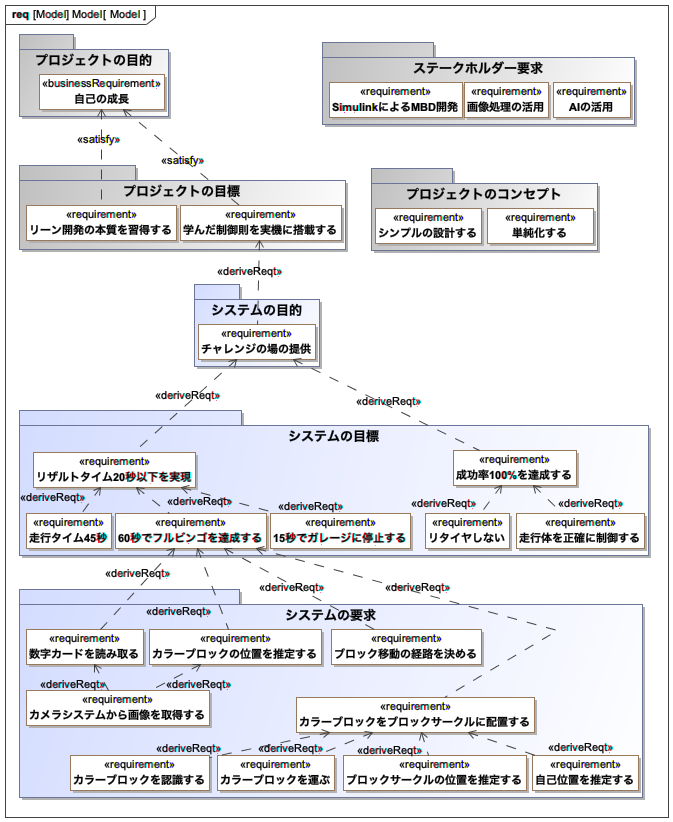 req [Model] Model[ Model ]
プロジェクトの目的
«businessRequirement»
自己の成長
ステークホルダー要求
«requirement»
SimulinkによるMBD開発
«requirement»
画像処理の活用
«requirement»
AIの活用
«satisfy»
«satisfy»
プロジェクトの目標
«requirement»
リーン開発の本質を習得する
«requirement»
学んだ制御則を実機に搭載する
プロジェクトのコンセプト
«requirement»
シンプルの設計する
«requirement»
単純化する
«deriveReqt»
システムの目的
«requirement»
チャレンジの場の提供
«deriveReqt»
«deriveReqt»
システムの目標
«requirement»
リザルトタイム20秒以下を実現
«requirement»
成功率100%を達成する
«deriveReqt»
«deriveReqt»
«deriveReqt»
«deriveReqt»
«deriveReqt»
«requirement»
走行タイム45秒
«requirement»
60秒でフルビンゴを達成する
«requirement»
15秒でガレージに停止する
«requirement»
リタイヤしない
«requirement»
走行体を正確に制御する
«deriveReqt»
«deriveReqt»
«deriveReqt»
«deriveReqt»
システムの要求
«requirement»
数字カードを読み取る
«requirement»
カラーブロックの位置を推定する
«requirement»
ブロック移動の経路を決める
«deriveReqt»
«deriveReqt»
«requirement»
カメラシステムから画像を取得する
«requirement»
カラーブロックをブロックサークルに配置する
«deriveReqt»
«deriveReqt»
«deriveReqt»
«deriveReqt»
«requirement»
カラーブロックを認識する
«requirement»
カラーブロックを運ぶ
«requirement»
ブロックサークルの位置を推定する
«requirement»
自己位置を推定する